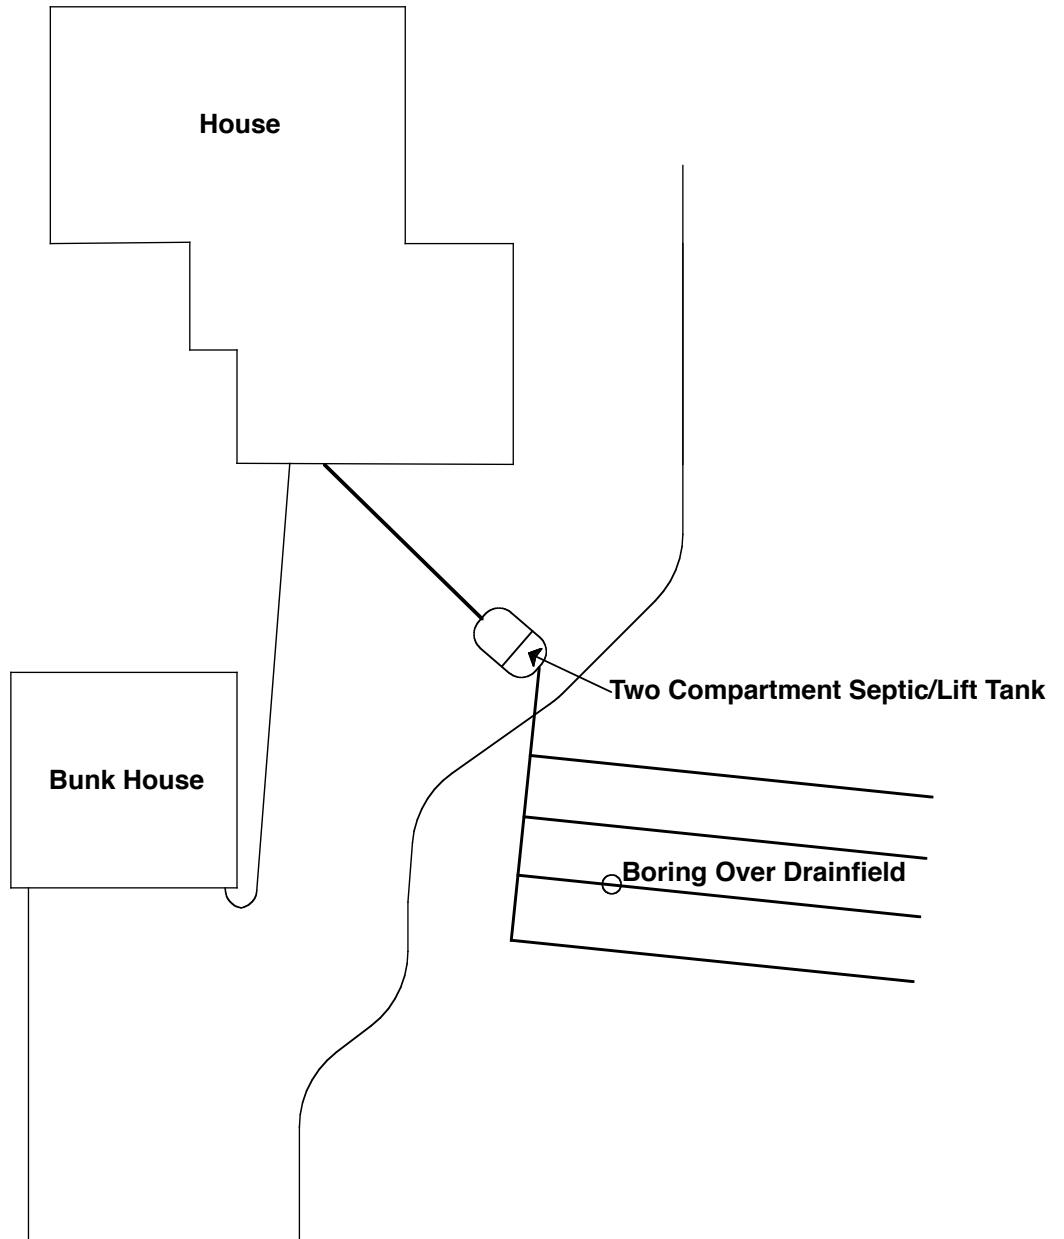 House
Two Compartment Septic/Lift Tank
Bunk House
Boring Over Drainfield